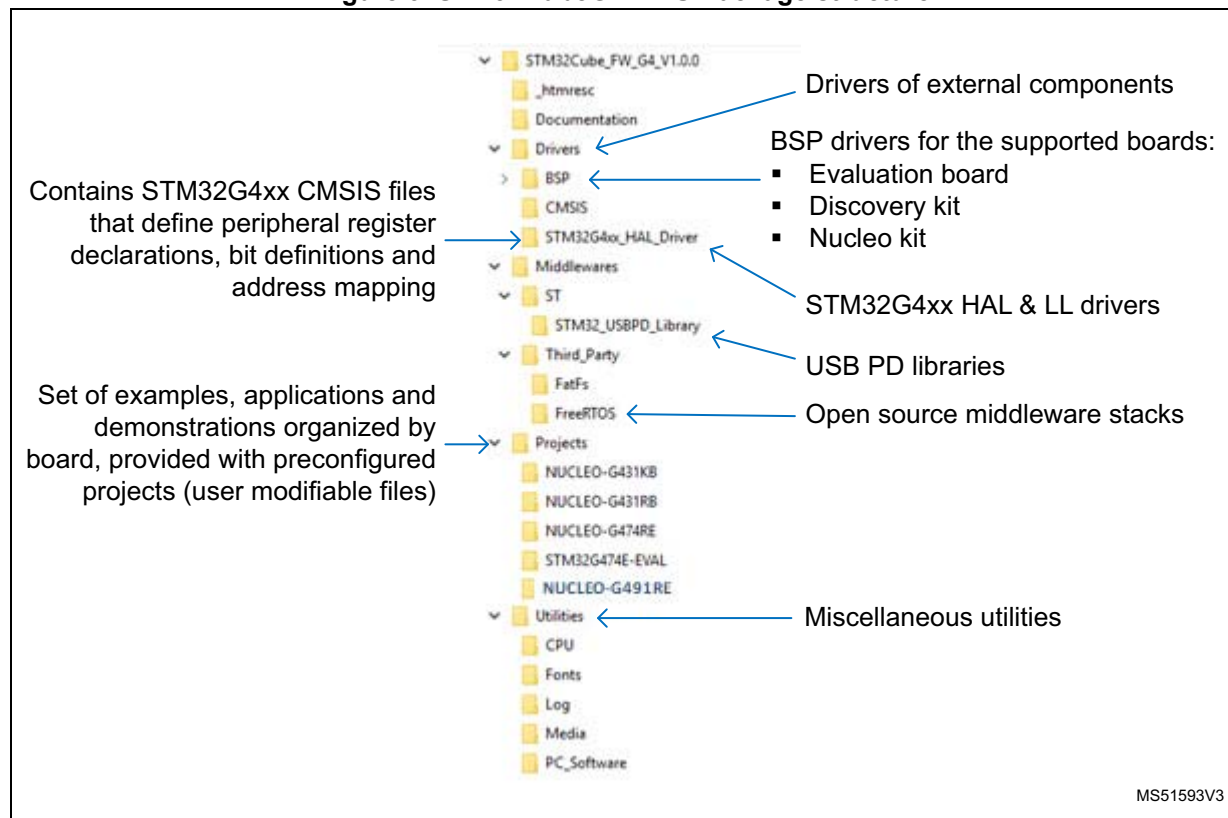 STM32Cube_FW_G4_V1.0.0
_htmresc
Documentation
Drivers
BSP
CMSIS
STM32G4xx_HAL_Driver
Middlewares
ST
STM32_USBPD_Library
Third_Party
FatFs
FreeRTOS
Projects
NUCLEO-G431KB
NUCLEO-G431RB
NUCLEO-G474RE
STM32G474E-EVAL
NUCLEO-G491RE
Utilities
CPU
Fonts
Log
Media
PC_Software
Contains STM32G4xx CMSIS files
that define peripheral register
declarations, bit definitions and
address mapping
Set of examples, applications and
demonstrations organized by
board, provided with preconfigured
projects (user modifiable files)
Drivers of external components
BSP drivers for the supported boards:
▪ Evaluation board
▪ Discovery kit
▪ Nucleo kit
STM32G4xx HAL & LL drivers
USB PD libraries
Open source middleware stacks
Miscellaneous utilities
MS51593V3